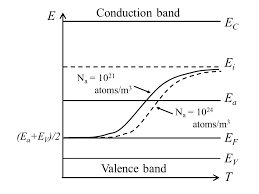 E
Conduction band
E_C
E_i
N_a = 10^21
atoms/m^3
E_a
N_a = 10^24
atoms/m^3
(E_a+E_V)/2
E_F
E_V
Valence band
T